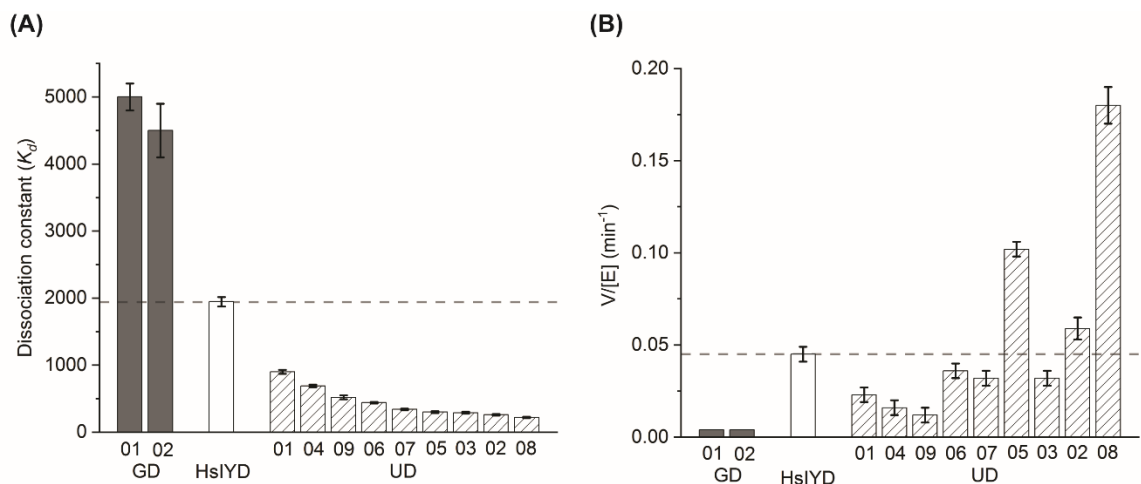 (A)
Dissociation constant (Kd)
5000
4000
3000
2000
1000
0
01 02 01 04 09 06 07 05 03 02 08
GD HsIYD UD
(B)
V/[E] (min-1)
0.20
0.15
0.10
0.05
0.00
01 02 01 04 09 06 07 05 03 02 08
GD HsIYD UD